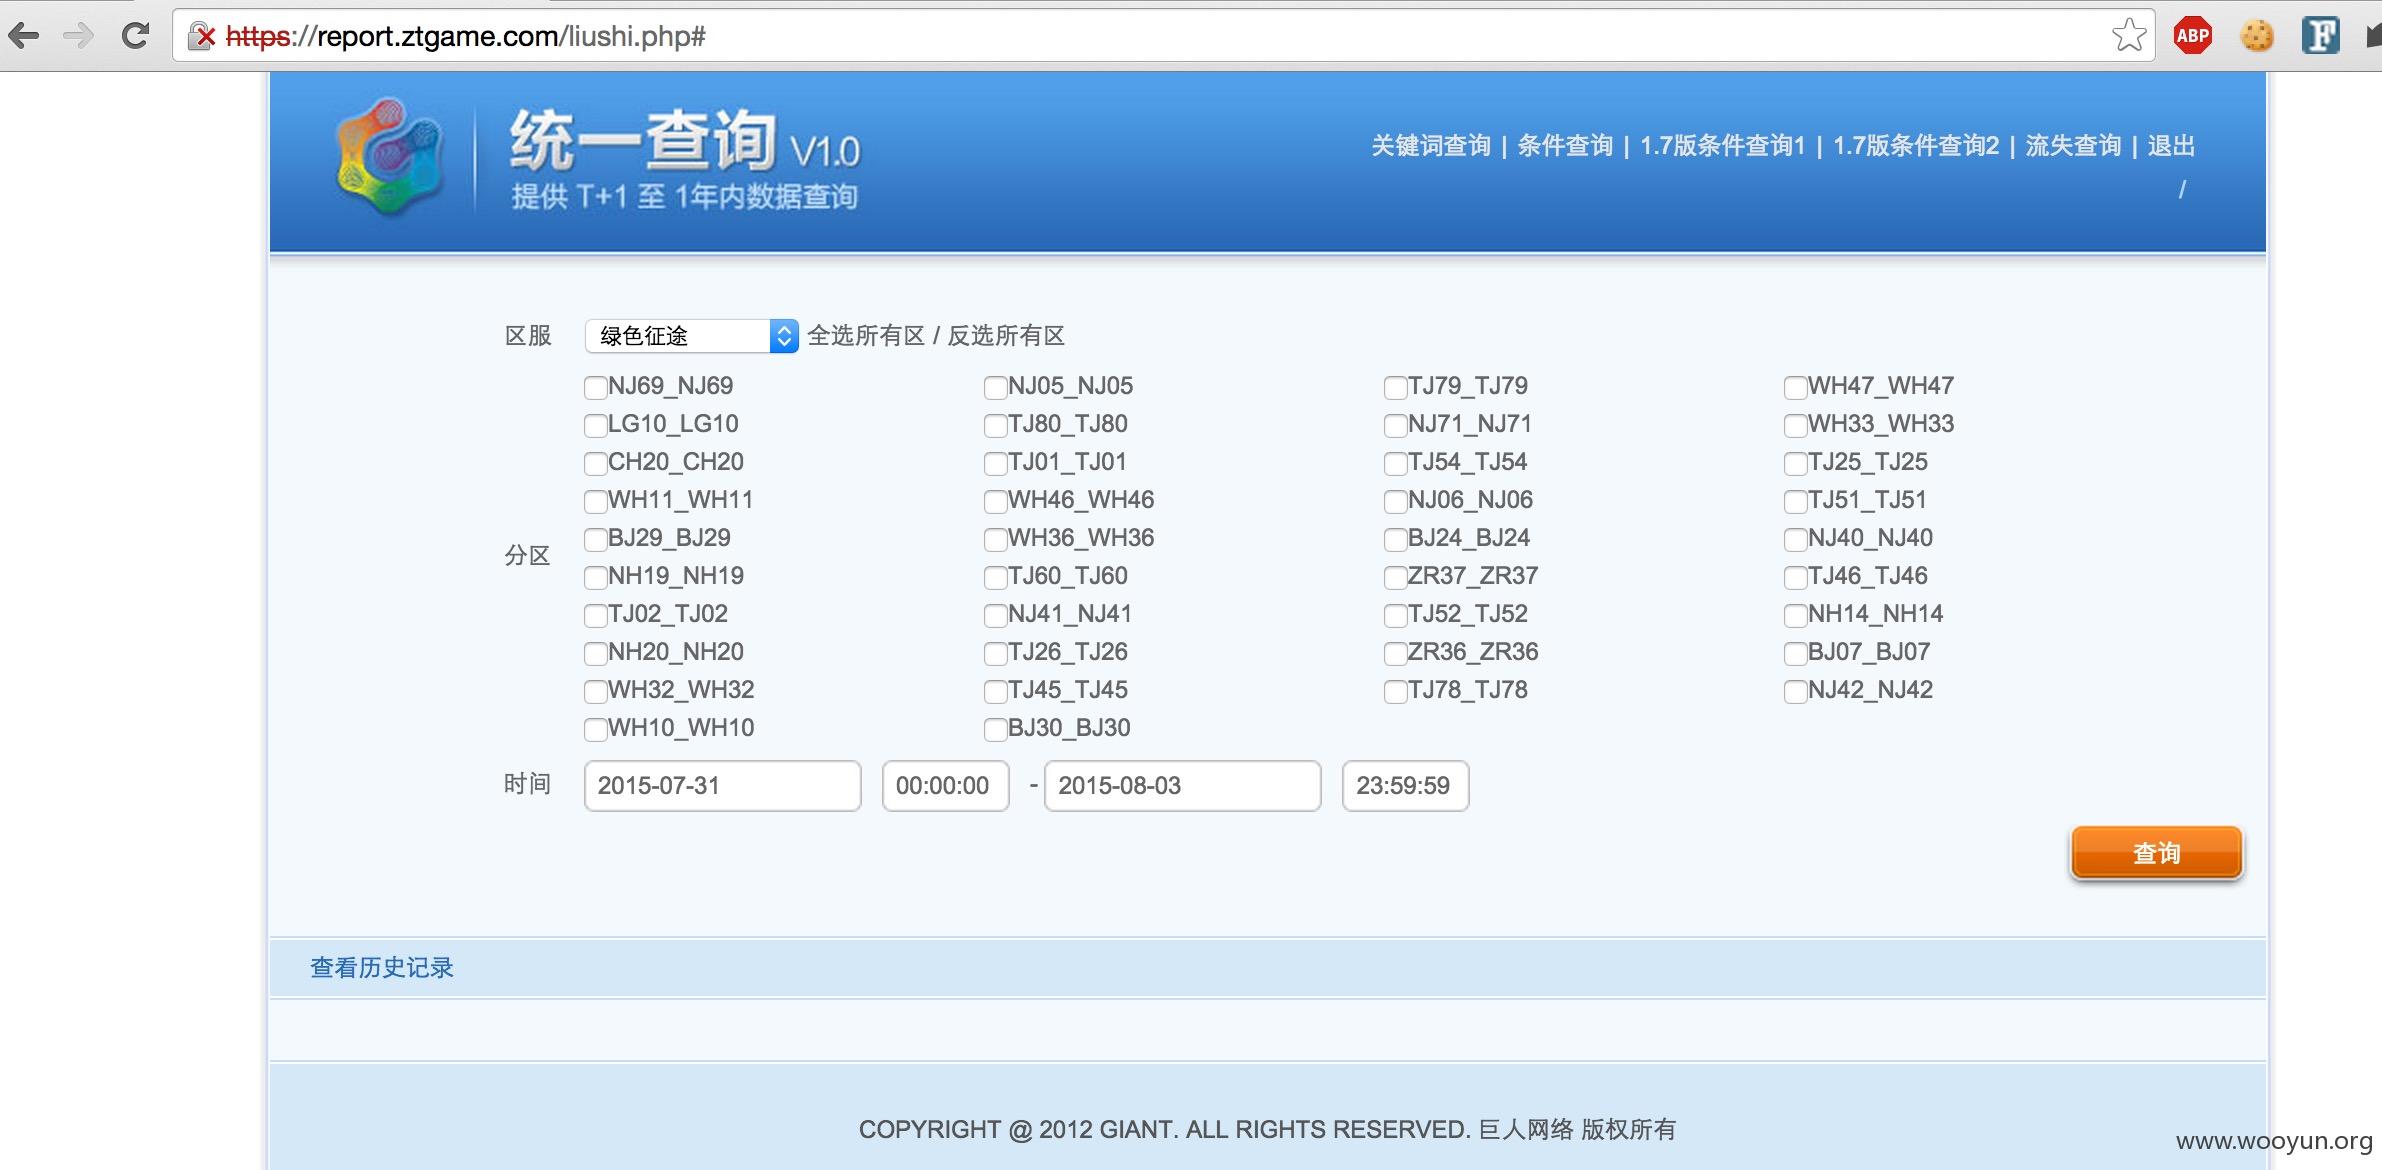 https://report.ztgame.com/liushi.php#
ABP
F
统一查询 V1.0
提供 T+1 至 1年内数据查询
关键词查询 | 条件查询 | 1.7版条件查询1 | 1.7版条件查询2 | 流失查询 | 退出
/
区服 绿色征途 全选所有区 / 反选所有区
NJ69_NJ69 NJ05_NJ05 TJ79_TJ79 WH47_WH47
LG10_LG10 TJ80_TJ80 NJ71_NJ71 WH33_WH33
CH20_CH20 TJ01_TJ01 TJ54_TJ54 TJ25_TJ25
WH11_WH11 WH46_WH46 NJ06_NJ06 TJ51_TJ51
分区 BJ29_BJ29 WH36_WH36 BJ24_BJ24 NJ40_NJ40
NH19_NH19 TJ60_TJ60 ZR37_ZR37 TJ46_TJ46
TJ02_TJ02 NJ41_NJ41 TJ52_TJ52 NH14_NH14
NH20_NH20 TJ26_TJ26 ZR36_ZR36 BJ07_BJ07
WH32_WH32 TJ45_TJ45 TJ78_TJ78 NJ42_NJ42
WH10_WH10 BJ30_BJ30
时间 2015-07-31 00:00:00 - 2015-08-03 23:59:59
查询
查看历史记录
COPYRIGHT @ 2012 GIANT. ALL RIGHTS RESERVED. 巨人网络 版权所有
www.wooyun.org